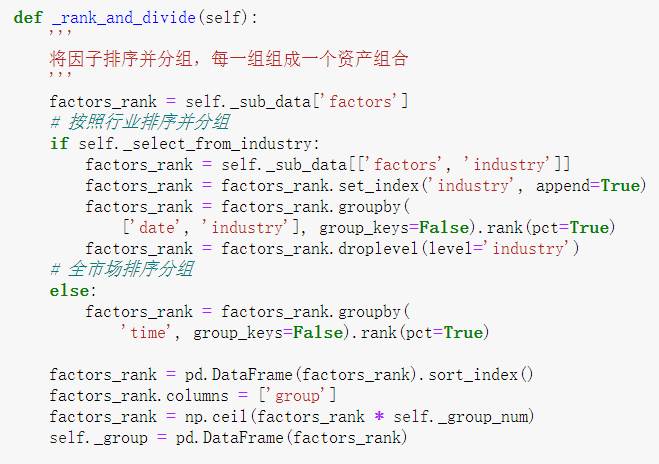 def _rank_and_divide(self):
    '''
    将因子排序并分组，每一组组成一个资产组合
    '''
    factors_rank = self._sub_data['factors']
    # 按照行业排序并分组
    if self._select_from_industry:
        factors_rank = self._sub_data[['factors', 'industry']]
        factors_rank = factors_rank.set_index('industry', append=True)
        factors_rank = factors_rank.groupby(
            ['date', 'industry'], group_keys=False).rank(pct=True)
        factors_rank = factors_rank.droplevel(level='industry')
    # 全市场排序分组
    else:
        factors_rank = factors_rank.groupby(
            'time', group_keys=False).rank(pct=True)

    factors_rank = pd.DataFrame(factors_rank).sort_index()
    factors_rank.columns = ['group']
    factors_rank = np.ceil(factors_rank * self._group_num)
    self._group = pd.DataFrame(factors_rank)